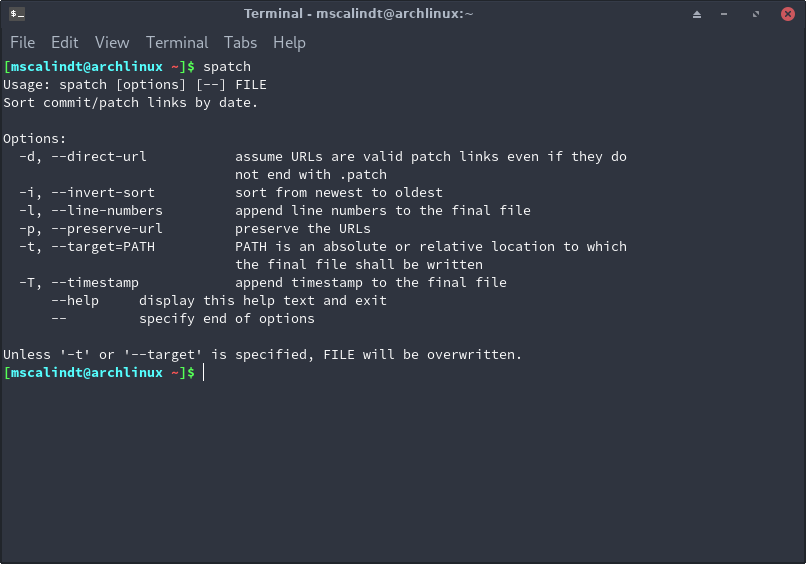 Terminal - mscalindt@archlinux:~
File Edit View Terminal Tabs Help
[mscalindt@archlinux ~]$ spatch
Usage: spatch [options] [--] FILE
Sort commit/patch links by date.

Options:
  -d, --direct-url           assume URLs are valid patch links even if they do
                             not end with .patch
  -i, --invert-sort          sort from newest to oldest
  -l, --line-numbers         append line numbers to the final file
  -p, --preserve-url         preserve the URLs
  -t, --target=PATH          PATH is an absolute or relative location to which
                             the final file shall be written
  -T, --timestamp            append timestamp to the final file
      --help     display this help text and exit
      --         specify end of options

Unless '-t' or '--target' is specified, FILE will be overwritten.
[mscalindt@archlinux ~]$